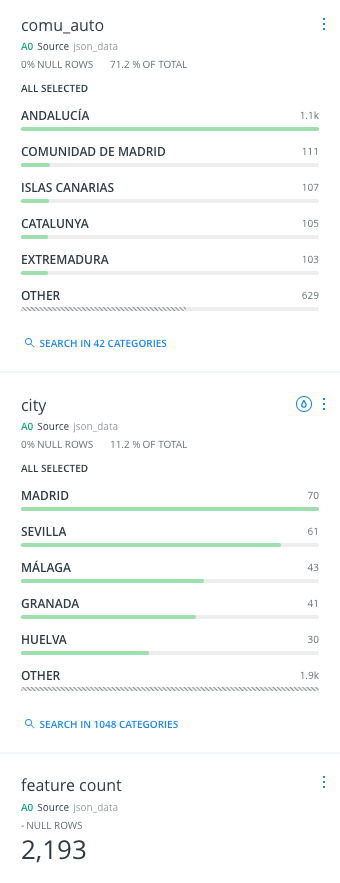 comu_auto
A0 Source json_data
0% NULL ROWS 71.2 % OF TOTAL
ALL SELECTED
ANDALUCÍA 1.1k
COMUNIDAD DE MADRID 111
ISLAS CANARIAS 107
CATALUNYA 105
EXTREMADURA 103
OTHER 629
SEARCH IN 42 CATEGORIES
city
A0 Source json_data
0% NULL ROWS 11.2 % OF TOTAL
ALL SELECTED
MADRID 70
SEVILLA 61
MÁLAGA 43
GRANADA 41
HUELVA 30
OTHER 1.9k
SEARCH IN 1048 CATEGORIES
feature count
A0 Source json_data
- NULL ROWS
2,193